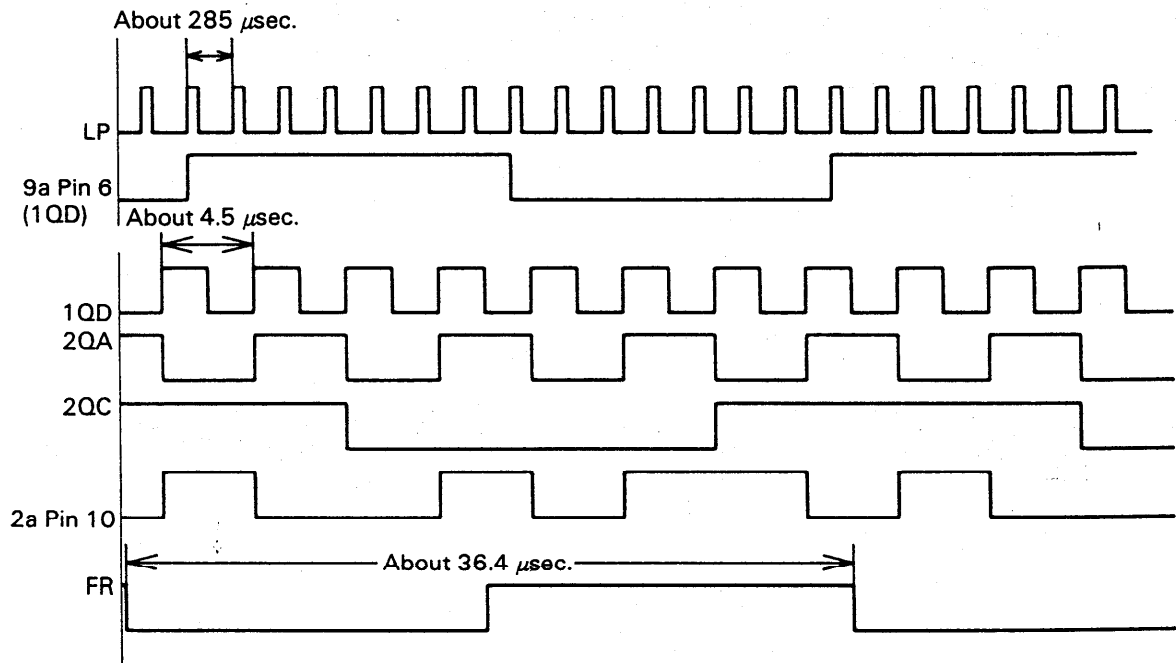 About 285 μsec.
LP
9a Pin 6
(1QD)
About 4.5 μsec.
1QD
2QA
2QC
2a Pin 10
About 36.4 μsec.
FR